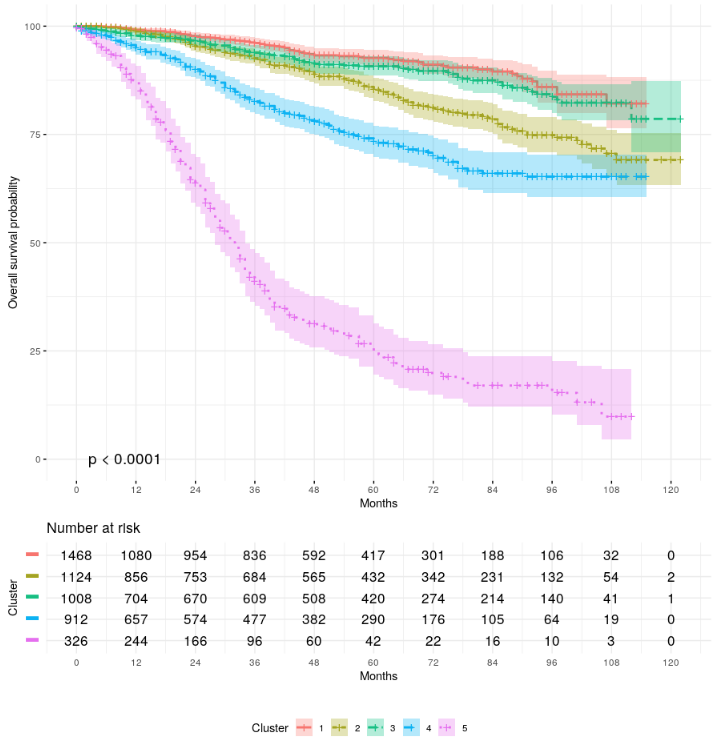 100
75
50
25
0
Overall survival probability
p < 0.0001
0 12 24 36 48 60 72 84 96 108 120
Months
Number at risk
Cluster
1468 1080 954 836 592 417 301 188 106 32 0
1124 856 753 684 565 432 342 231 132 54 2
1008 704 670 609 508 420 274 214 140 41 1
912 657 574 477 382 290 176 105 64 19 0
326 244 166 96 60 42 22 16 10 3 0
0 12 24 36 48 60 72 84 96 108 120
Months
Cluster 1 2 3 4 5